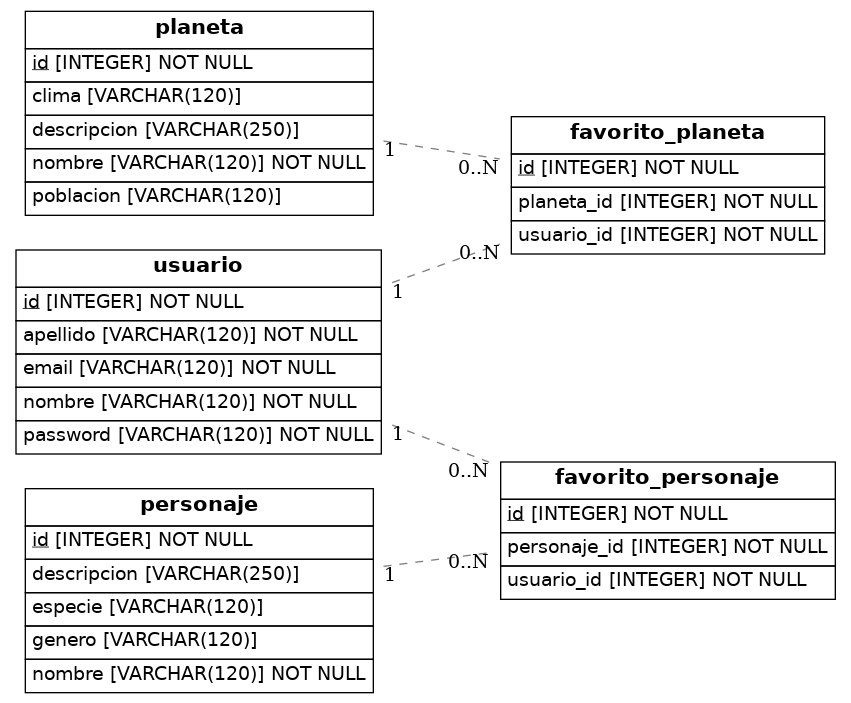 planeta
id [INTEGER] NOT NULL
clima [VARCHAR(120)]
descripcion [VARCHAR(250)]
nombre [VARCHAR(120)] NOT NULL
poblacion [VARCHAR(120)]
1
0..N
favorito_planeta
id [INTEGER] NOT NULL
planeta_id [INTEGER] NOT NULL
usuario_id [INTEGER] NOT NULL
0..N
1
usuario
id [INTEGER] NOT NULL
apellido [VARCHAR(120)] NOT NULL
email [VARCHAR(120)] NOT NULL
nombre [VARCHAR(120)] NOT NULL
password [VARCHAR(120)] NOT NULL
1
0..N
favorito_personaje
id [INTEGER] NOT NULL
personaje_id [INTEGER] NOT NULL
usuario_id [INTEGER] NOT NULL
0..N
1
personaje
id [INTEGER] NOT NULL
descripcion [VARCHAR(250)]
especie [VARCHAR(120)]
genero [VARCHAR(120)]
nombre [VARCHAR(120)] NOT NULL